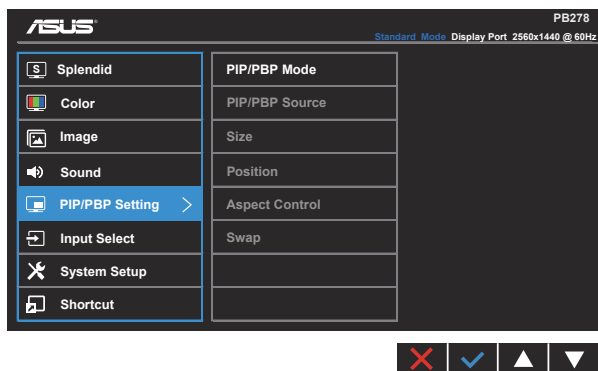 ASUS
PB278
Standard Mode Display Port 2560x1440 @ 60Hz
S Splendid
Color
Image
Sound
PIP/PBP Setting
Input Select
System Setup
Shortcut
PIP/PBP Mode
PIP/PBP Source
Size
Position
Aspect Control
Swap